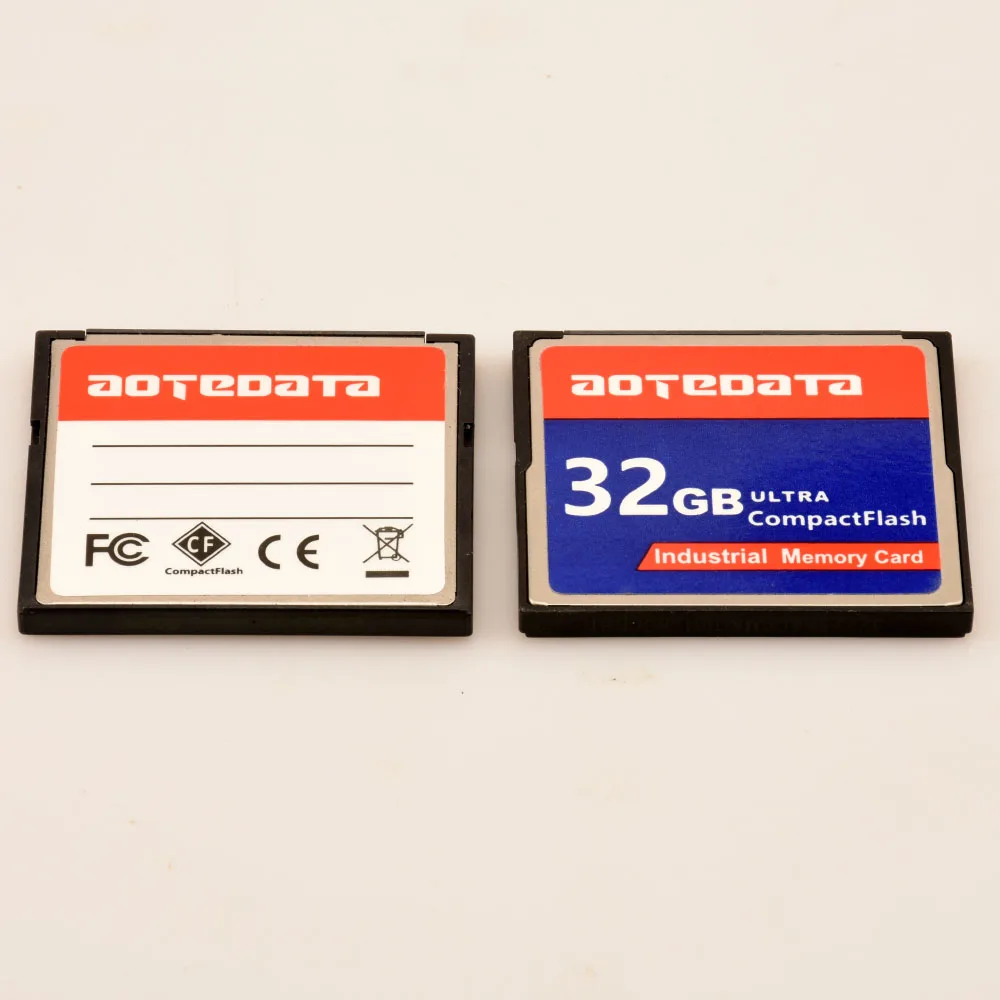 aOTEDATA
FC CF CE
CompactFlash
aOTEDATA
32GB ULTRA
CompactFlash
Industrial Memory Card